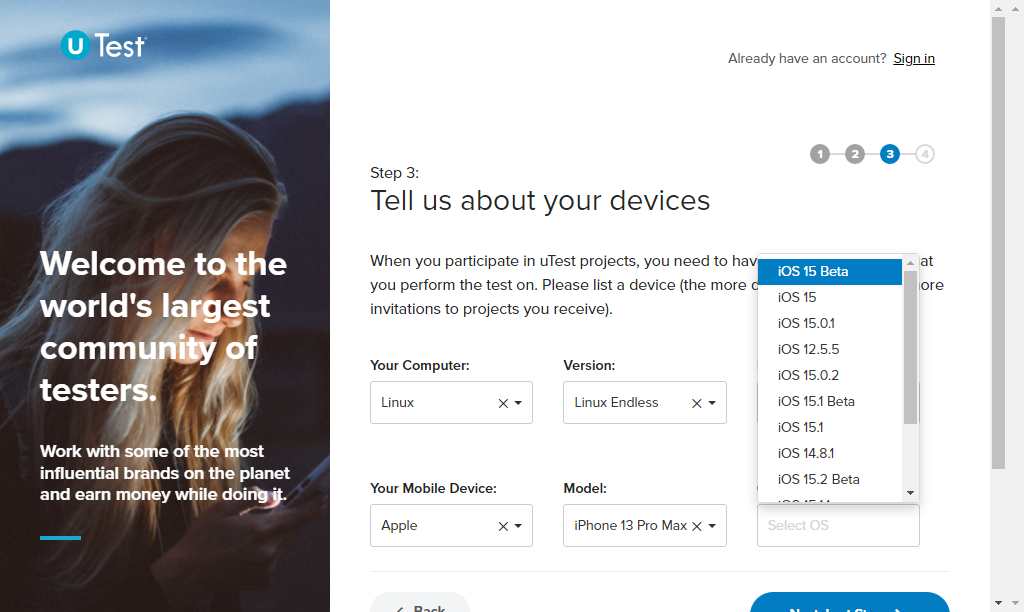 U Test
Already have an account? Sign in
1 2 3 4
Step 3:
Tell us about your devices
Welcome to the
world's largest
community of
testers.
Work with some of the most
influential brands on the planet
and earn money while doing it.
When you participate in uTest projects, you need to hav at
you perform the test on. Please list a device (the more ore
invitations to projects you receive).
Your Computer: Version:
Linux Linux Endless
Your Mobile Device: Model:
Apple iPhone 13 Pro Max Select OS
iOS 15 Beta
iOS 15
iOS 15.0.1
iOS 12.5.5
iOS 15.0.2
iOS 15.1 Beta
iOS 15.1
iOS 14.8.1
iOS 15.2 Beta
Back